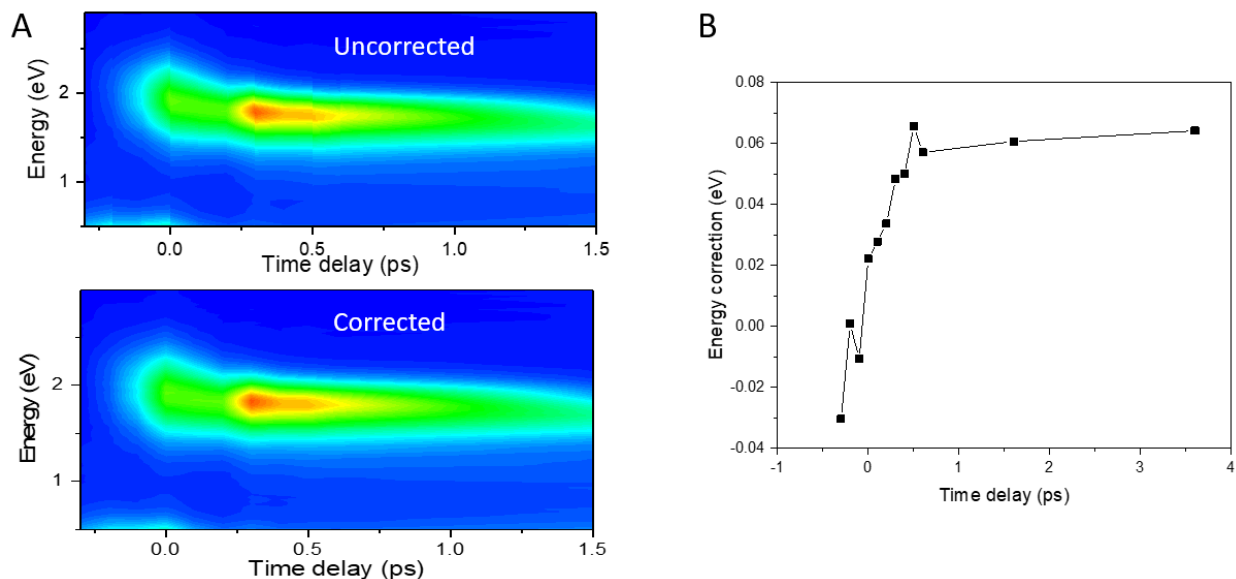 A
Uncorrected
Energy (eV)
2
1
0.0 0.5 1.0 1.5
Time delay (ps)
Corrected
Energy (eV)
2
1
0.0 0.5 1.0 1.5
Time delay (ps)
B
Energy correction (eV)
0.08
0.06
0.04
0.02
0.00
-0.02
-0.04
-1 0 1 2 3 4
Time delay (ps)